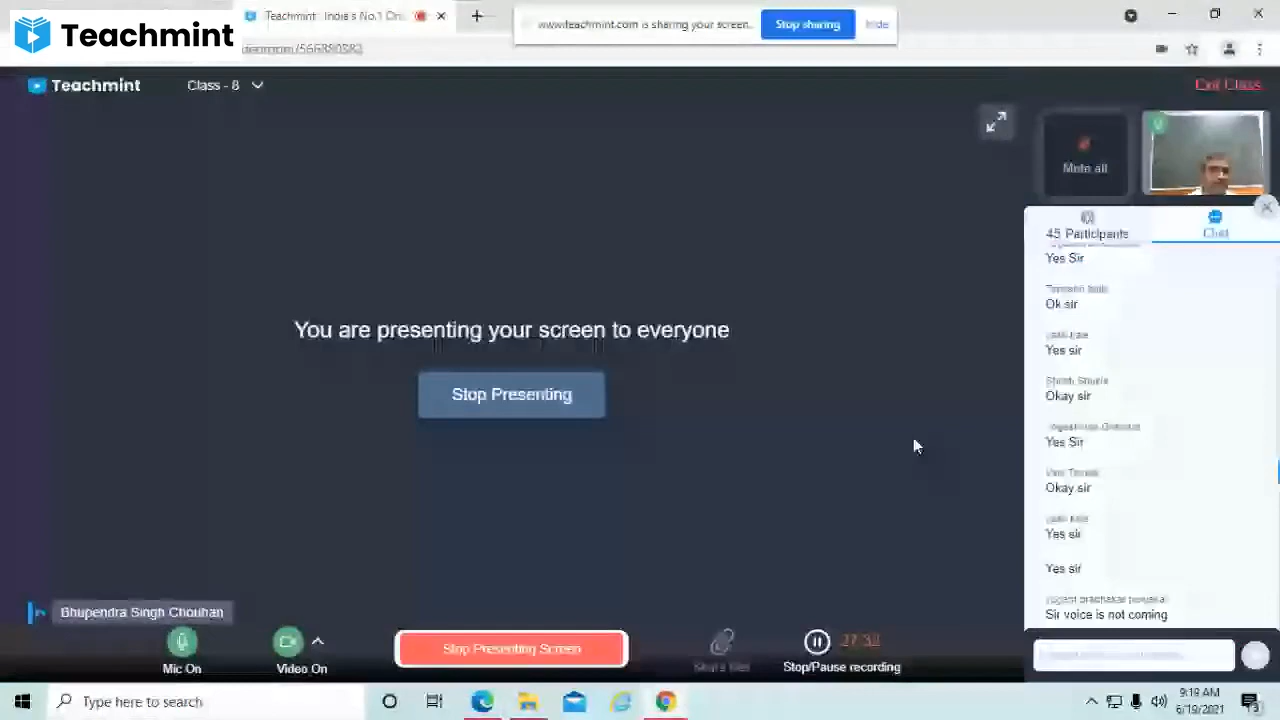 Teachmint
Teachmint - India's No.1 On
www.teachmint.com is sharing your screen.
Stop sharing
Hide
Teachmint
Class - 8
Exit Class
Mute all
45 Participants
Chat
Yes Sir
Ok sir
Yes sir
Okay sir
Yes Sir
Okay sir
Yes sir
Yes sir
Sir voice is not coming
You are presenting your screen to everyone
Stop Presenting
Bhupendra Singh Chouhan
Mic On
Video On
Stop Presenting Screen
Stop/Pause recording
Type here to search
9:19 AM
6/19/2021